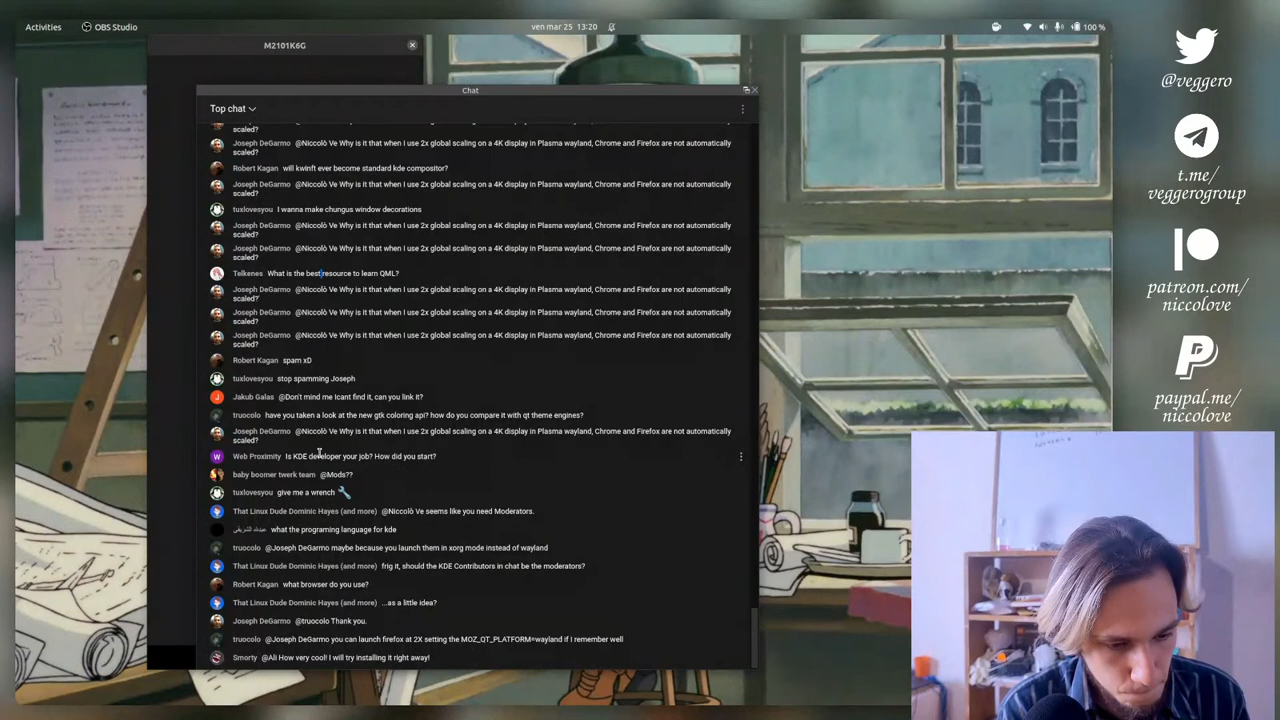 Activities
OBS Studio
ven mar 25 13:20
100 %
M2101K6G
Chat
Top chat
scaled?
Joseph DeGarmo @Niccolò Ve Why is it that when I use 2x global scaling on a 4K display in Plasma wayland, Chrome and Firefox are not automatically
scaled?
Robert Kagan will kwinft ever become standard kde compositor?
Joseph DeGarmo @Niccolò Ve Why is it that when I use 2x global scaling on a 4K display in Plasma wayland, Chrome and Firefox are not automatically
scaled?
tuxlovesyou I wanna make chungus window decorations
Joseph DeGarmo @Niccolò Ve Why is it that when I use 2x global scaling on a 4K display in Plasma wayland, Chrome and Firefox are not automatically
scaled?
Joseph DeGarmo @Niccolò Ve Why is it that when I use 2x global scaling on a 4K display in Plasma wayland, Chrome and Firefox are not automatically
scaled?
Telkenes What is the best resource to learn QML?
Joseph DeGarmo @Niccolò Ve Why is it that when I use 2x global scaling on a 4K display in Plasma wayland, Chrome and Firefox are not automatically
scaled?
Joseph DeGarmo @Niccolò Ve Why is it that when I use 2x global scaling on a 4K display in Plasma wayland, Chrome and Firefox are not automatically
scaled?
Joseph DeGarmo @Niccolò Ve Why is it that when I use 2x global scaling on a 4K display in Plasma wayland, Chrome and Firefox are not automatically
scaled?
Robert Kagan spam xD
tuxlovesyou stop spamming Joseph
J
Jakub Galas @Don't mind me Icant find it, can you link it?
truocolo have you taken a look at the new gtk coloring api? how do you compare it with qt theme engines?
Joseph DeGarmo @Niccolò Ve Why is it that when I use 2x global scaling on a 4K display in Plasma wayland, Chrome and Firefox are not automatically
scaled?
W
Web Proximity Is KDE developer your job? How did you start?
baby boomer twerk team @Mods??
tuxlovesyou give me a wrench
That Linux Dude Dominic Hayes (and more) @Niccolò Ve seems like you need Moderators.
عبدللہ الشريقی what the programing language for kde
truocolo @Joseph DeGarmo maybe because you launch them in xorg mode instead of wayland
That Linux Dude Dominic Hayes (and more) frig it, should the KDE Contributors in chat be the moderators?
Robert Kagan what browser do you use?
That Linux Dude Dominic Hayes (and more) ...as a little idea?
Joseph DeGarmo @truocolo Thank you.
truocolo @Joseph DeGarmo you can launch firefox at 2X setting the MOZ_QT_PLATFORM=wayland if I remember well
Smorty @Ali How very cool! I will try installing it right away!
@veggero
t.me/
veggerogroup
patreon.com/
niccolove
paypal.me/
niccolove